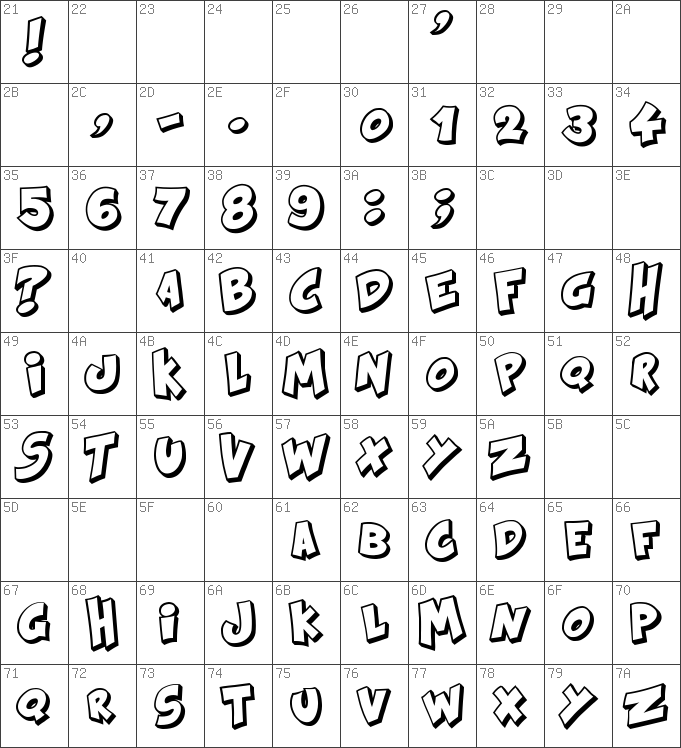 21 22 23 24 25 26 27 28 29 2A
! '
2B 2C 2D 2E 2F 30 31 32 33 34
, - . 0 1 2 3 4
35 36 37 38 39 3A 3B 3C 3D 3E
5 6 7 8 9 : ;
3F 40 41 42 43 44 45 46 47 48
? A B C D E F G H
49 4A 4B 4C 4D 4E 4F 50 51 52
i J K L M N O P Q R
53 54 55 56 57 58 59 5A 5B 5C
S T U V W X Y Z
5D 5E 5F 60 61 62 63 64 65 66
A B C D E F
67 68 69 6A 6B 6C 6D 6E 6F 70
G H i J K L M N O P
71 72 73 74 75 76 77 78 79 7A
Q R S T U V W X Y Z